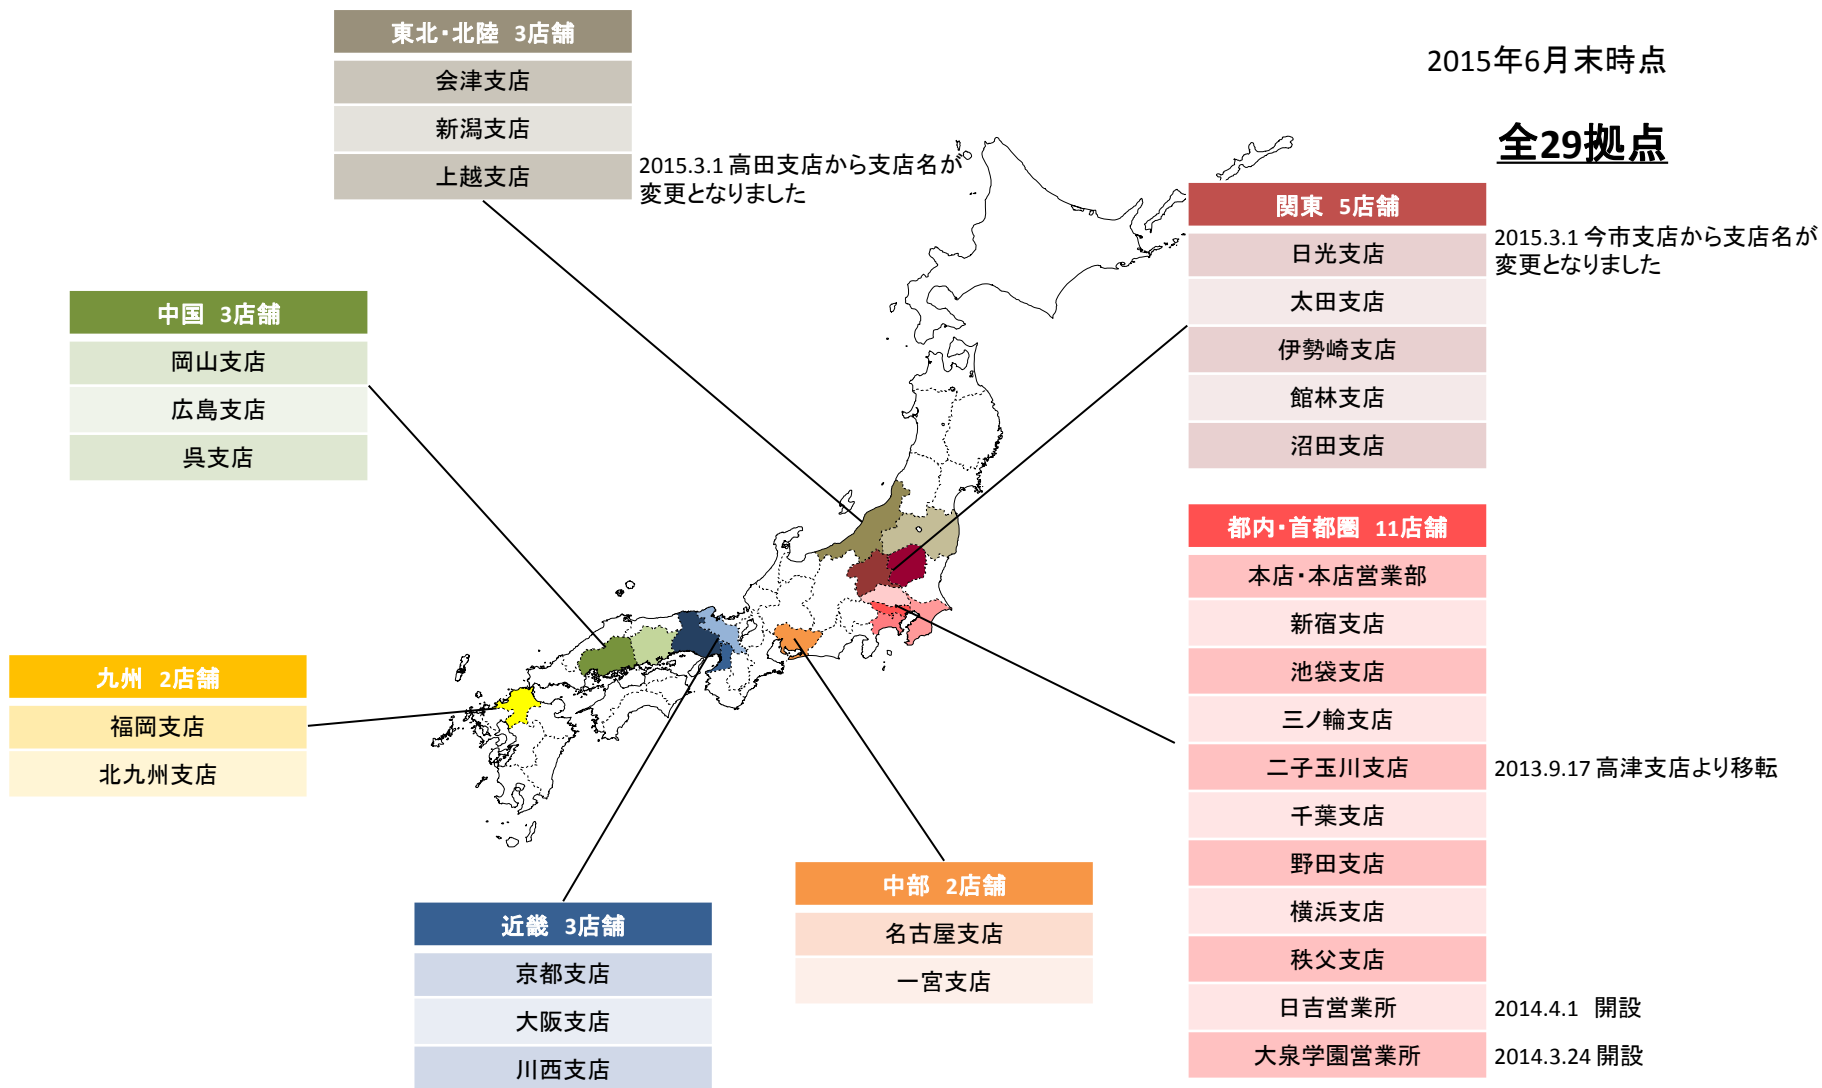 2015年6月末時点
全29拠点
東北・北陸 3店舗
会津支店
新潟支店
上越支店
2015.3.1 高田支店から支店名が
変更となりました
関東 5店舗
日光支店
2015.3.1 今市支店から支店名が
変更となりました
太田支店
伊勢崎支店
館林支店
沼田支店
中国 3店舗
岡山支店
広島支店
呉支店
都内・首都圏 11店舗
本店・本店営業部
新宿支店
池袋支店
三ノ輪支店
二子玉川支店
2013.9.17 高津支店より移転
千葉支店
野田支店
横浜支店
秩父支店
日吉営業所
2014.4.1 開設
大泉学園営業所
2014.3.24 開設
九州 2店舗
福岡支店
北九州支店
中部 2店舗
名古屋支店
一宮支店
近畿 3店舗
京都支店
大阪支店
川西支店